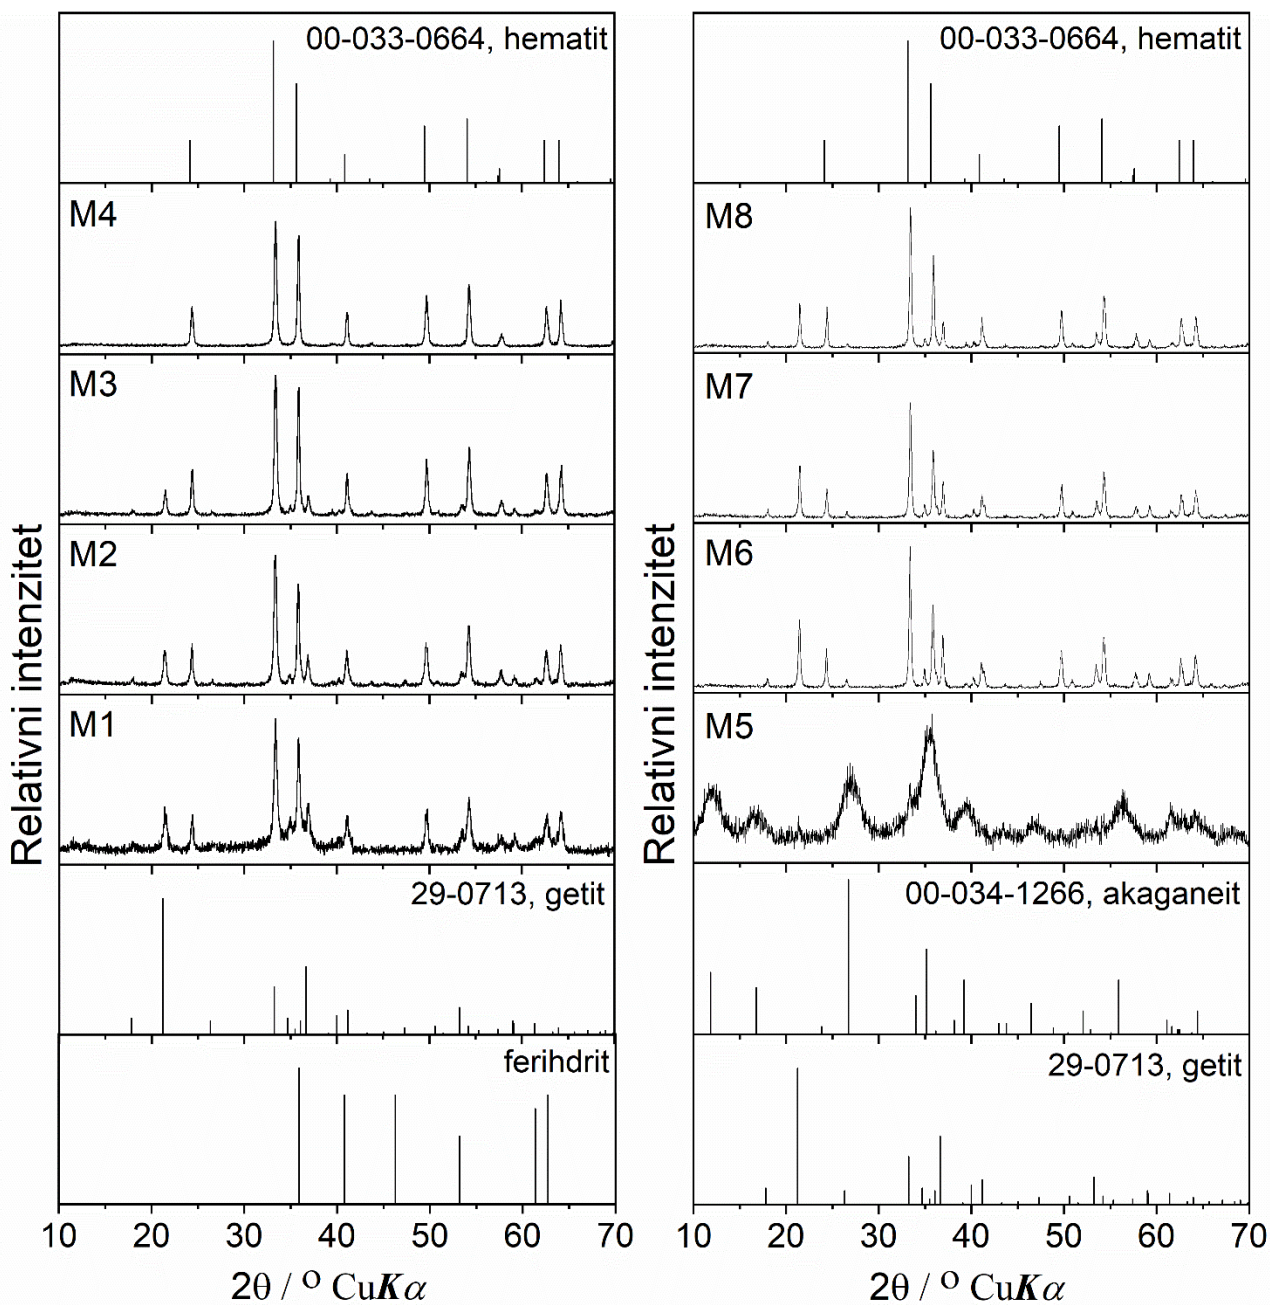 00-033-0664, hematit
M4
M3
M2
M1
29-0713, getit
ferihdrit
Relativni intenzitet
10 20 30 40 50 60 70
2θ / ° CuKα
00-033-0664, hematit
M8
M7
M6
M5
00-034-1266, akaganeit
29-0713, getit
Relativni intenzitet
10 20 30 40 50 60 70
2θ / ° CuKα